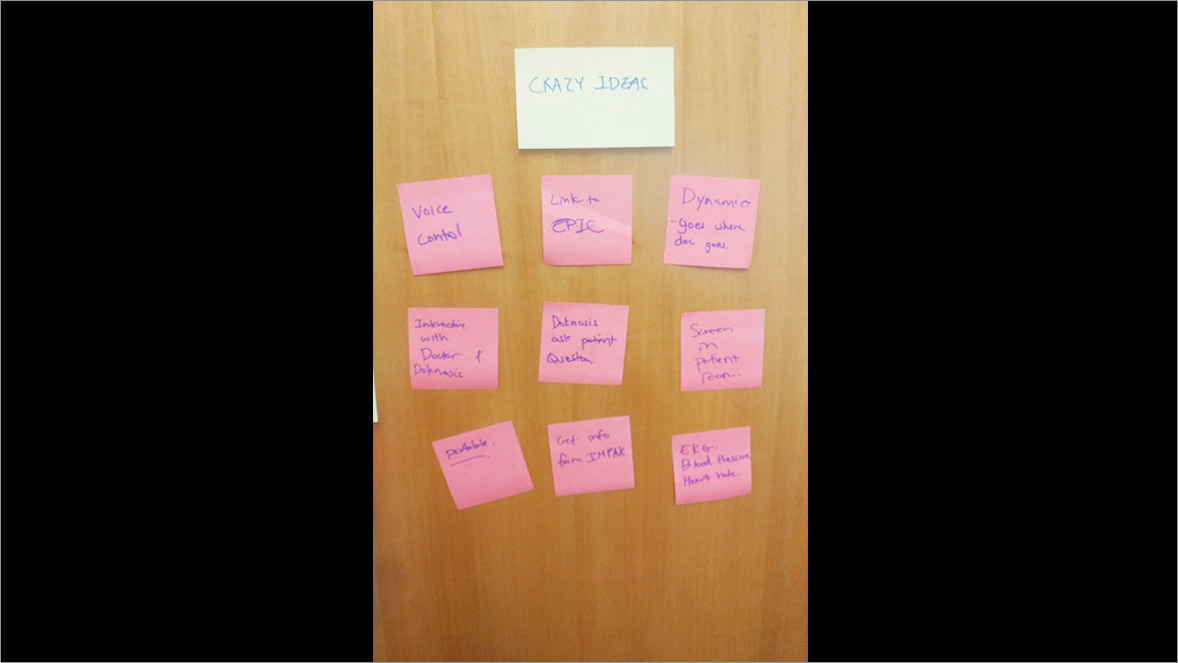 CRAZY IDEAS
Voice
Control
Link to
EPIC
Dynamic
-goes where
doc goes.
Interactive
with
Doctor &
Doknosis
Doknosis
ask patient
Question
Screen
in
patient
room...
portable.
Get info
from IMPAK
EKG.
Blood Pressure
Heart rate.